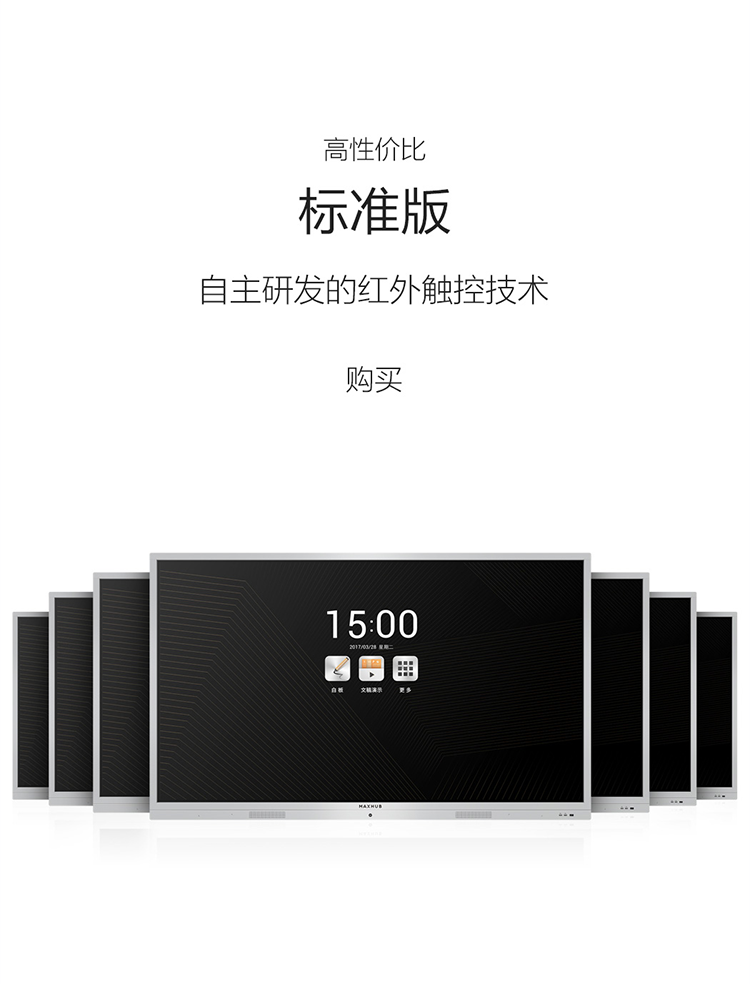 高性价比
标准版
自主研发的红外触控技术
购买
15:00
2017/03/28 星期二
白板 文稿演示 更多
MAXHUB